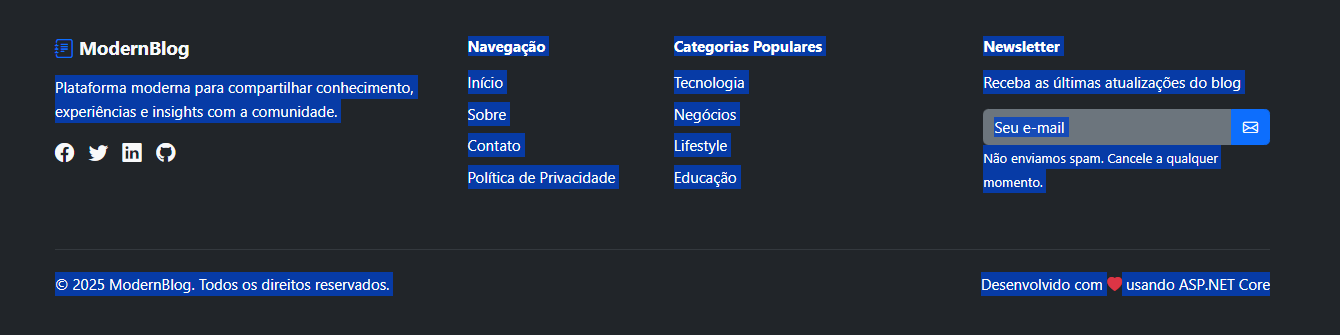 ModernBlog
Plataforma moderna para compartilhar conhecimento,
experiências e insights com a comunidade.
Navegação
Início
Sobre
Contato
Política de Privacidade
Categorias Populares
Tecnologia
Negócios
Lifestyle
Educação
Newsletter
Receba as últimas atualizações do blog
Seu e-mail
Não enviamos spam. Cancele a qualquer
momento.
© 2025 ModernBlog. Todos os direitos reservados.
Desenvolvido com ❤ usando ASP.NET Core